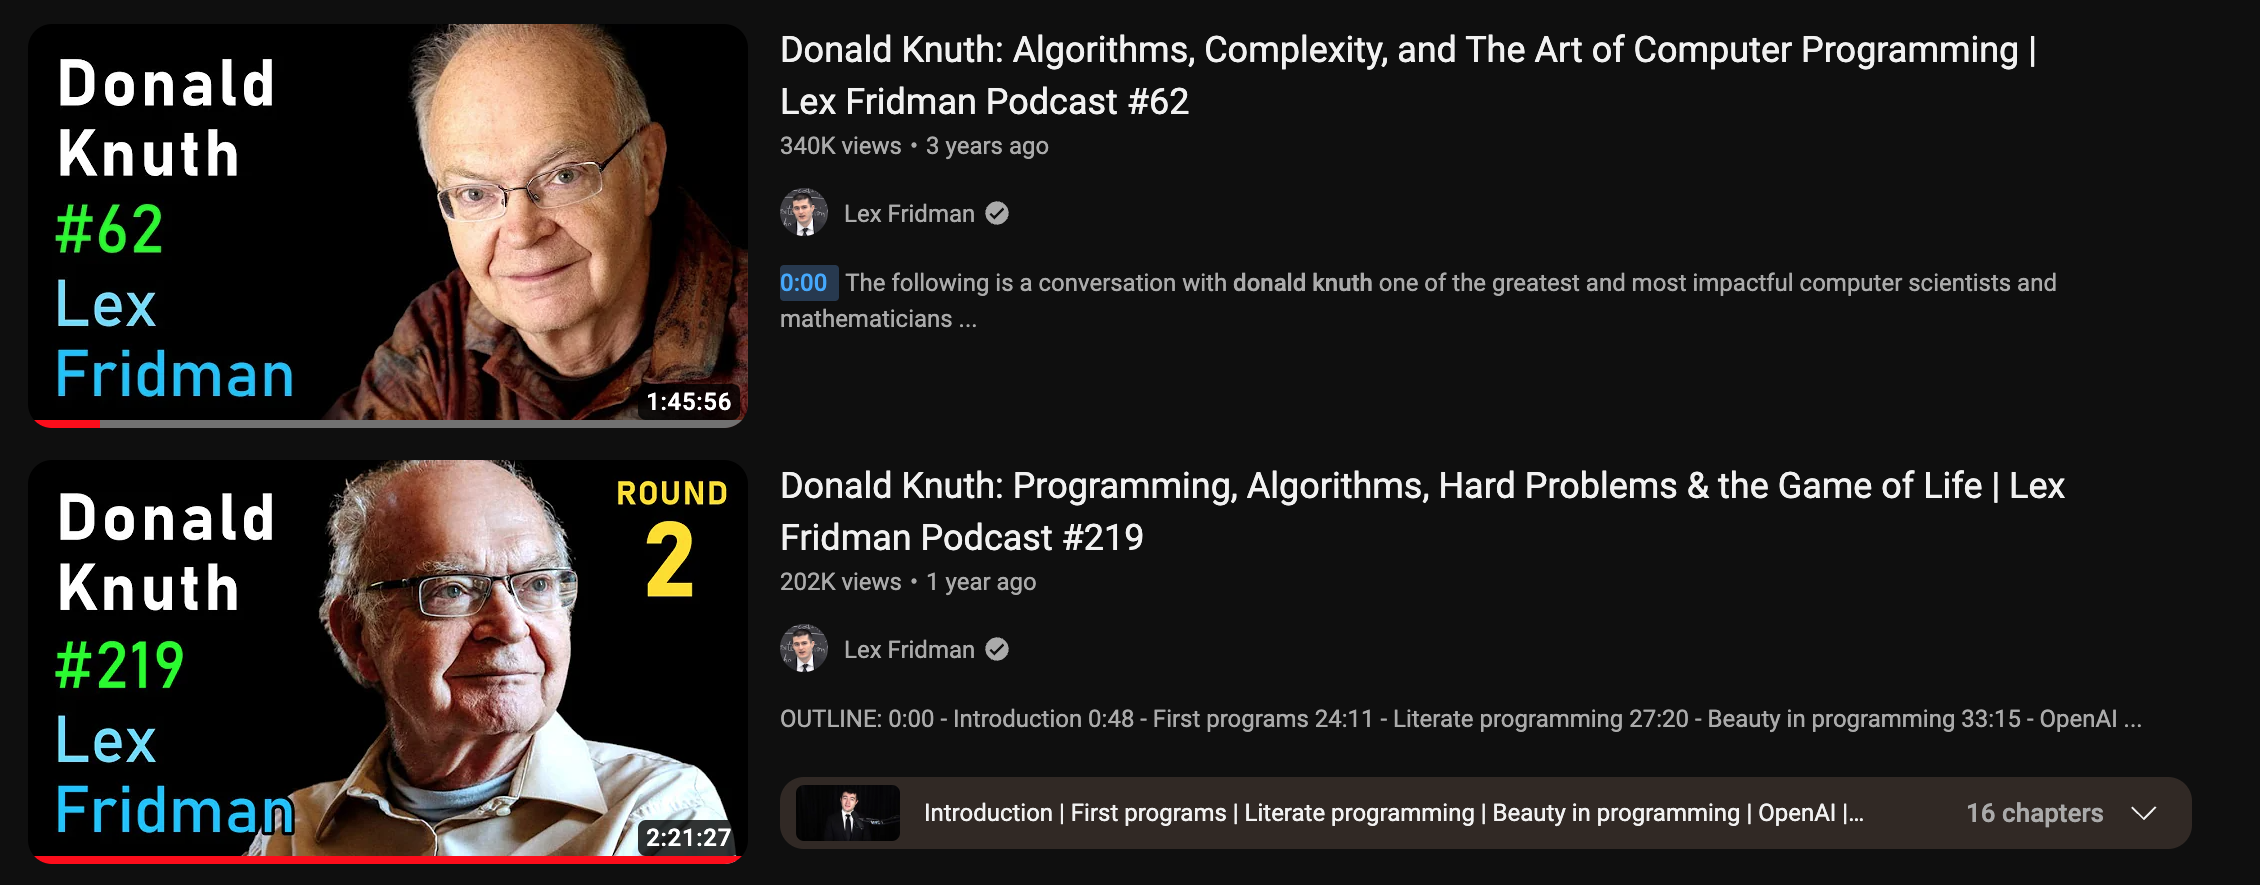 Donald
Knuth
#62
Lex
Fridman
1:45:56
Donald Knuth: Algorithms, Complexity, and The Art of Computer Programming |
Lex Fridman Podcast #62
340K views • 3 years ago
Lex Fridman
0:00 The following is a conversation with donald knuth one of the greatest and most impactful computer scientists and
mathematicians ...
Donald
Knuth
#219
Lex
Fridman
ROUND
2
2:21:27
Donald Knuth: Programming, Algorithms, Hard Problems & the Game of Life | Lex
Fridman Podcast #219
202K views • 1 year ago
Lex Fridman
OUTLINE: 0:00 - Introduction 0:48 - First programs 24:11 - Literate programming 27:20 - Beauty in programming 33:15 - OpenAI ...
Introduction | First programs | Literate programming | Beauty in programming | OpenAI |...
16 chapters